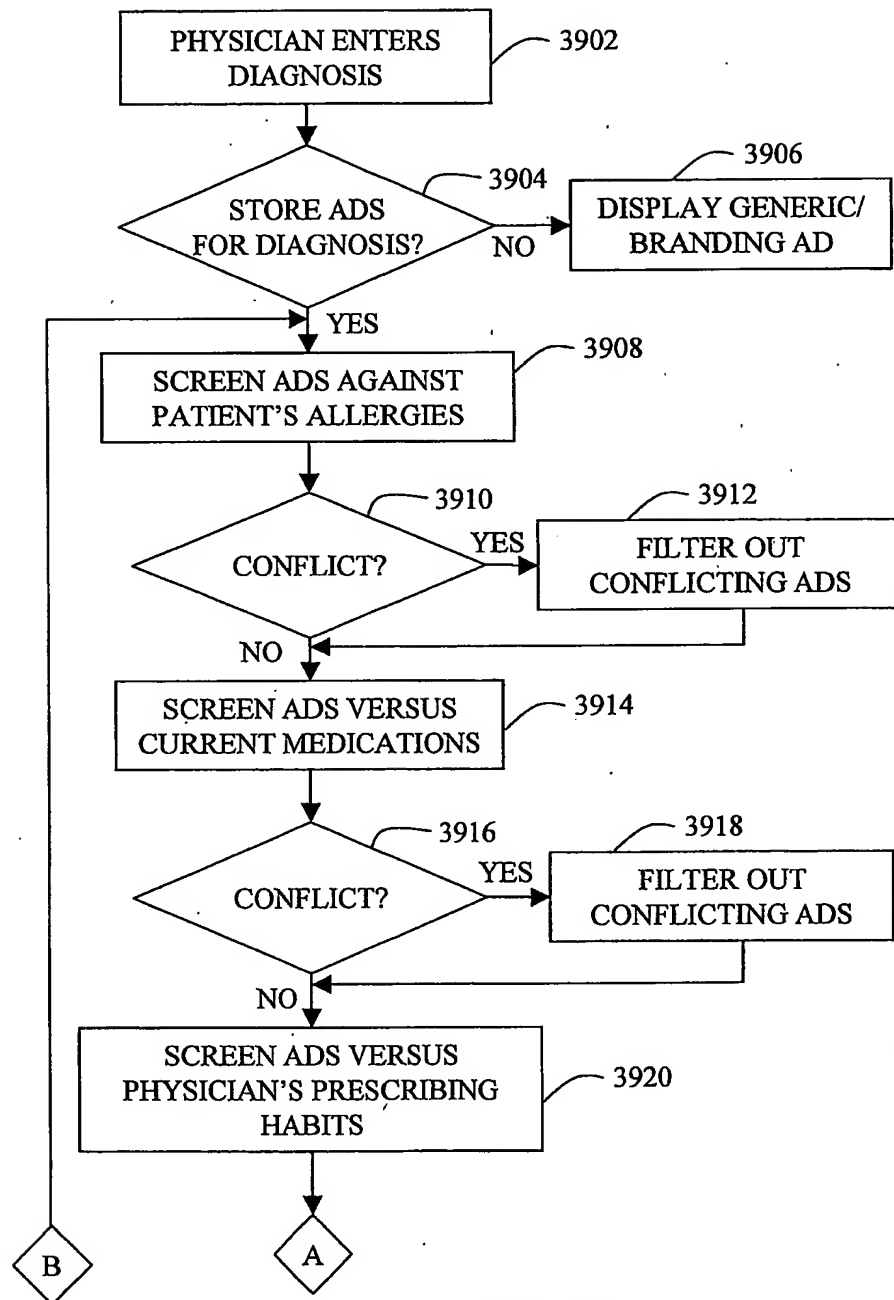 PHYSICIAN ENTERS
DIAGNOSIS
3902
STORE ADS
FOR DIAGNOSIS?
3904
NO
3906
DISPLAY GENERIC/
BRANDING AD
YES
SCREEN ADS AGAINST
PATIENT'S ALLERGIES
3908
CONFLICT?
3910
YES
3912
FILTER OUT
CONFLICTING ADS
NO
SCREEN ADS VERSUS
CURRENT MEDICATIONS
3914
CONFLICT?
3916
YES
3918
FILTER OUT
CONFLICTING ADS
NO
SCREEN ADS VERSUS
PHYSICIAN'S PRESCRIBING
HABITS
3920
B
A